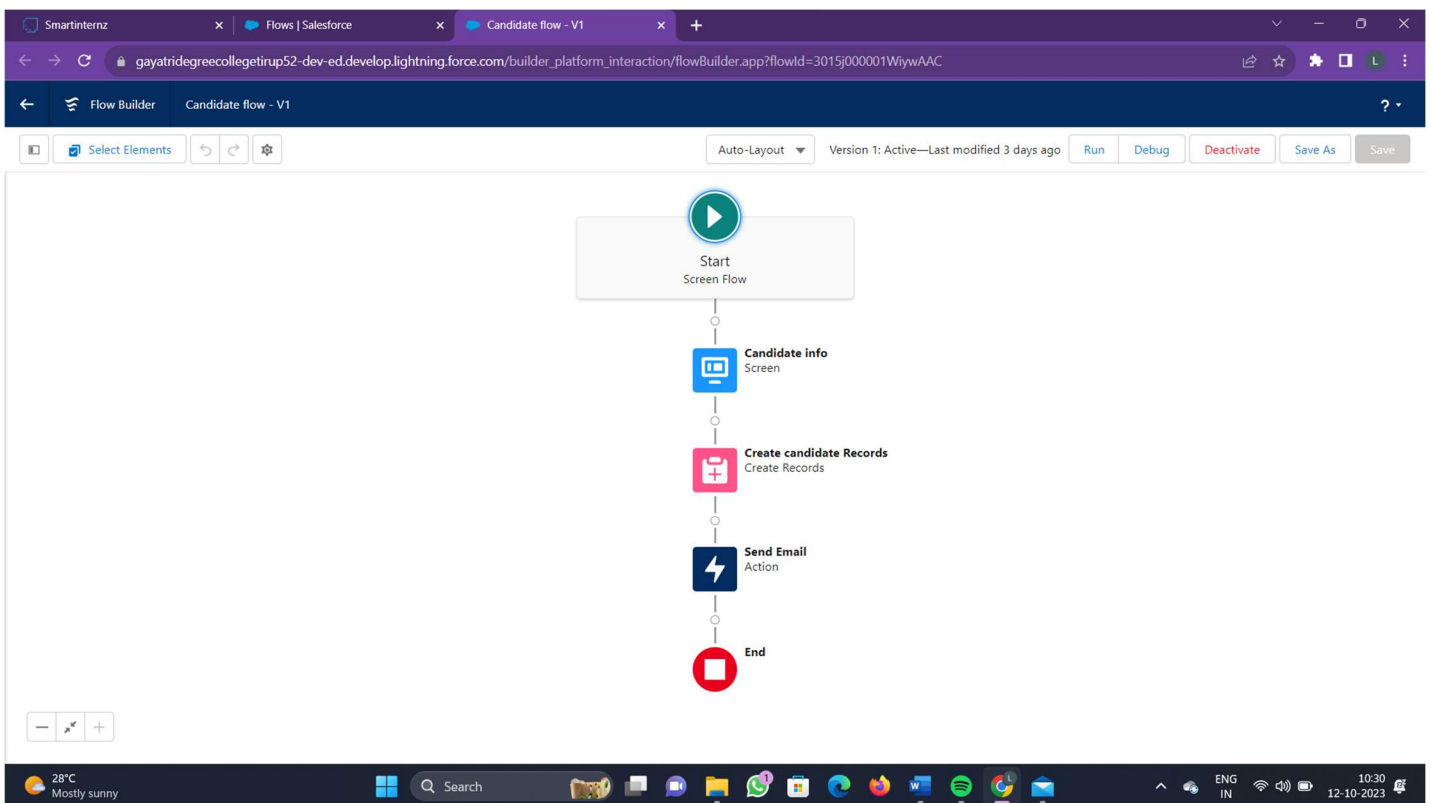 Smartinternz
Flows | Salesforce
Candidate flow - V1
gayatridegreecollegetirup52-dev-ed.develop.lightning.force.com/builder_platform_interaction/flowBuilder.app?flowId=3015j000001WiywAAC
L
Flow Builder
Candidate flow - V1
?
Select Elements
Auto-Layout
Version 1: Active—Last modified 3 days ago
Run
Debug
Deactivate
Save As
Save
Start
Screen Flow
Candidate info
Screen
Create candidate Records
Create Records
Send Email
Action
End
28°C
Mostly sunny
Search
ENG
IN
10:30
12-10-2023